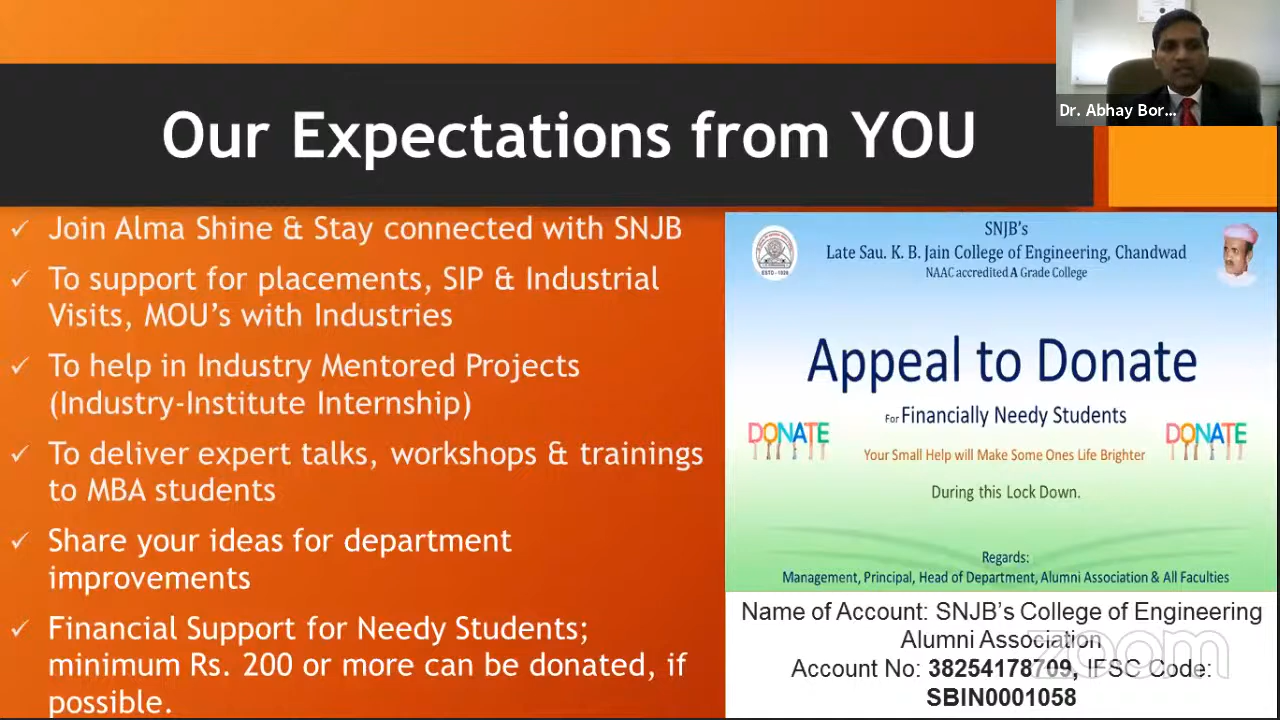 Our Expectations from YOU
Dr. Abhay Bor...
✓ Join Alma Shine & Stay connected with SNJB
✓ To support for placements, SIP & Industrial
Visits, MOU’s with Industries
✓ To help in Industry Mentored Projects
(Industry-Institute Internship)
✓ To deliver expert talks, workshops & trainings
to MBA students
✓ Share your ideas for department
improvements
✓ Financial Support for Needy Students;
minimum Rs. 200 or more can be donated, if
possible.
SNJB’s
Late Sau. K. B. Jain College of Engineering, Chandwad
NAAC accredited A Grade College
ESTD - 1928
Appeal to Donate
For Financially Needy Students
DONATE
DONATE
Your Small Help will Make Some Ones Life Brighter
During this Lock Down.
Regards:
Management, Principal, Head of Department, Alumni Association & All Faculties
Name of Account: SNJB’s College of Engineering
Alumni Association
Account No: 38254178709, IFSC Code:
SBIN0001058
zoom